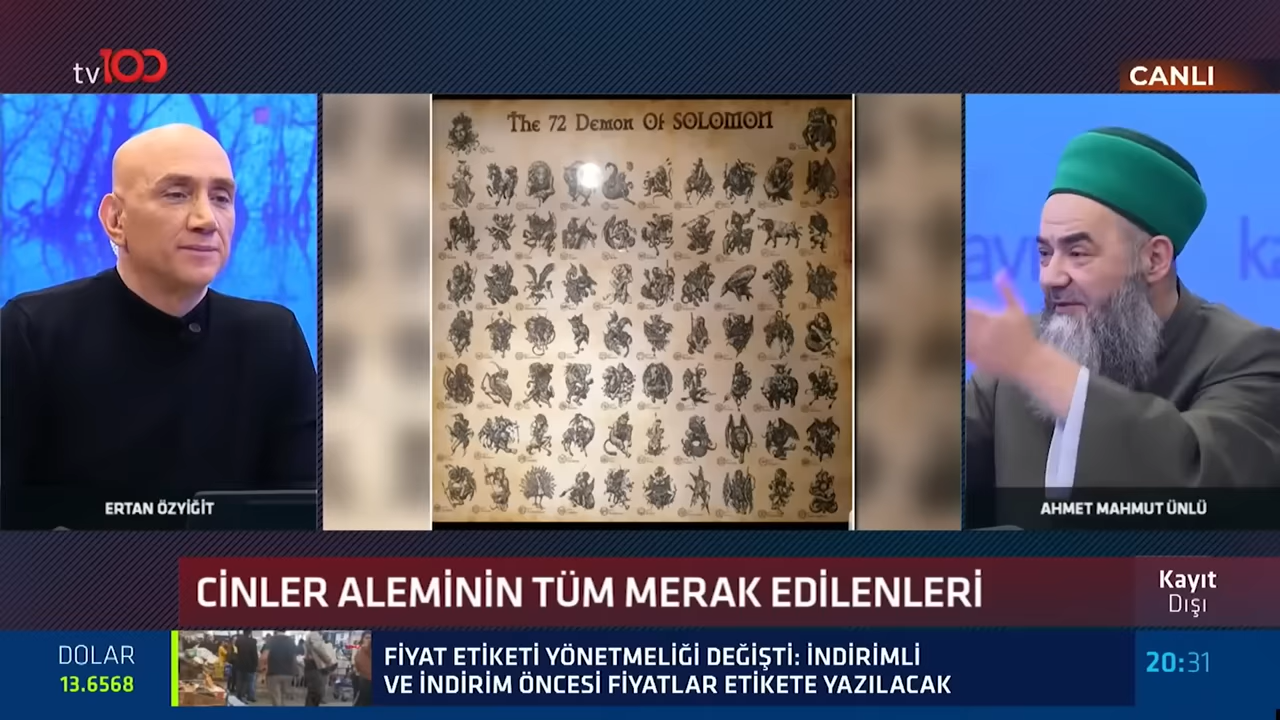 tv100
CANLI
The 72 Demon Of SOLOMON
ayrı
ka
ERTAN ÖZYİĞİT
AHMET MAHMUT ÜNLÜ
CİNLER ALEMİNİN TÜM MERAK EDİLENLERİ
Kayıt
Dışı
DOLAR
13.6568
FİYAT ETİKETİ YÖNETMELİĞİ DEĞİŞTİ: İNDİRİMLİ
VE İNDİRİM ÖNCESİ FİYATLAR ETİKETE YAZILACAK
20:31